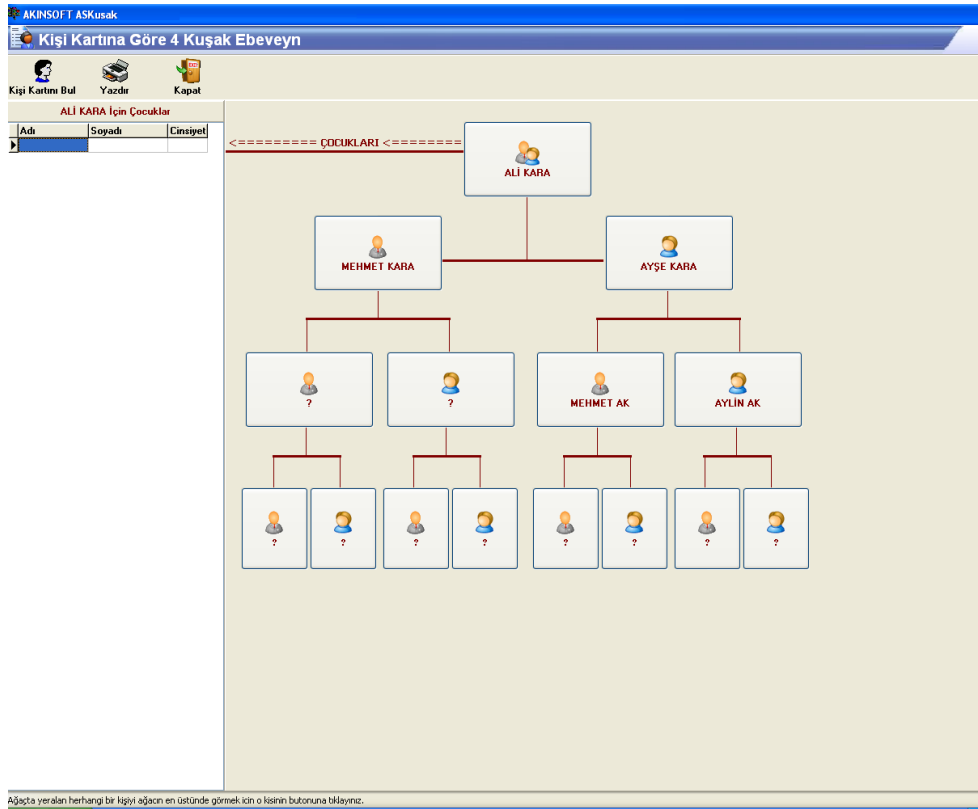 AKINSOFT ASKusak
Kişi Kartına Göre 4 Kuşak Ebeveyn
Kişi Kartını Bul Yazdır Kapat
ALİ KARA İçin Çocuklar
Adı Soyadı Cinsiyet
<========= ÇOCUKLARI <========
ALİ KARA
MEHMET KARA AYŞE KARA
? ? MEHMET AK AYLİN AK
? ? ? ? ? ? ? ?
Ağaçta yeralan herhangi bir kişiyi ağacın en üstünde görmek icin o kisinin butonuna tıklayınız.